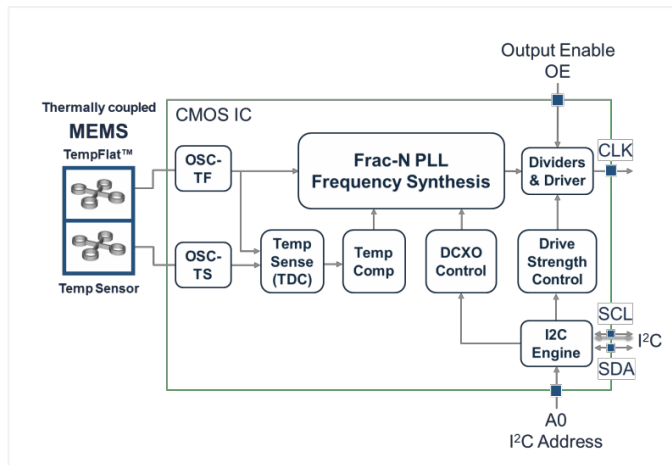 Output Enable
OE
Thermally coupled
MEMS
TempFlat™
CMOS IC
OSC-
TF
Frac-N PLL
Frequency Synthesis
Dividers
& Driver
CLK
OSC-
TS
Temp
Sense
(TDC)
Temp
Comp
DCXO
Control
Drive
Strength
Control
Temp Sensor
I2C
Engine
SCL
I²C
SDA
A0
I²C Address